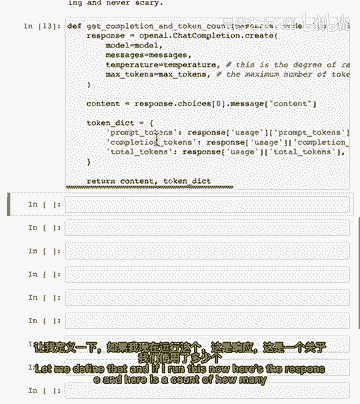 ing and never scary.
In [13]: def get_completion_and_token_count(messages,
response = openai.ChatCompletion.create(
model=model,
messages=messages,
temperature=temperature, # this is the degree of ra
max_tokens=max_tokens, # the maximum number of toke
)
content = response.choices[0].message["content"]
token_dict = {
'prompt_tokens': response['usage']['prompt_tokens']
'completion_tokens': response['usage']['completion_
'total_tokens': response['usage']['total_tokens'],
}
return content, token_dict
In [ ]:
In [ ]:
In [ ]:
In [ ]:
In [ ]:
In [ ]:
In [ ]:
让我定义一下，如果我现在运行这个，这是响应，这是一个关于
我们使用了多少个
Let me define that and if I run this now here's the respons
e and here is a count of how many
In [ ]: